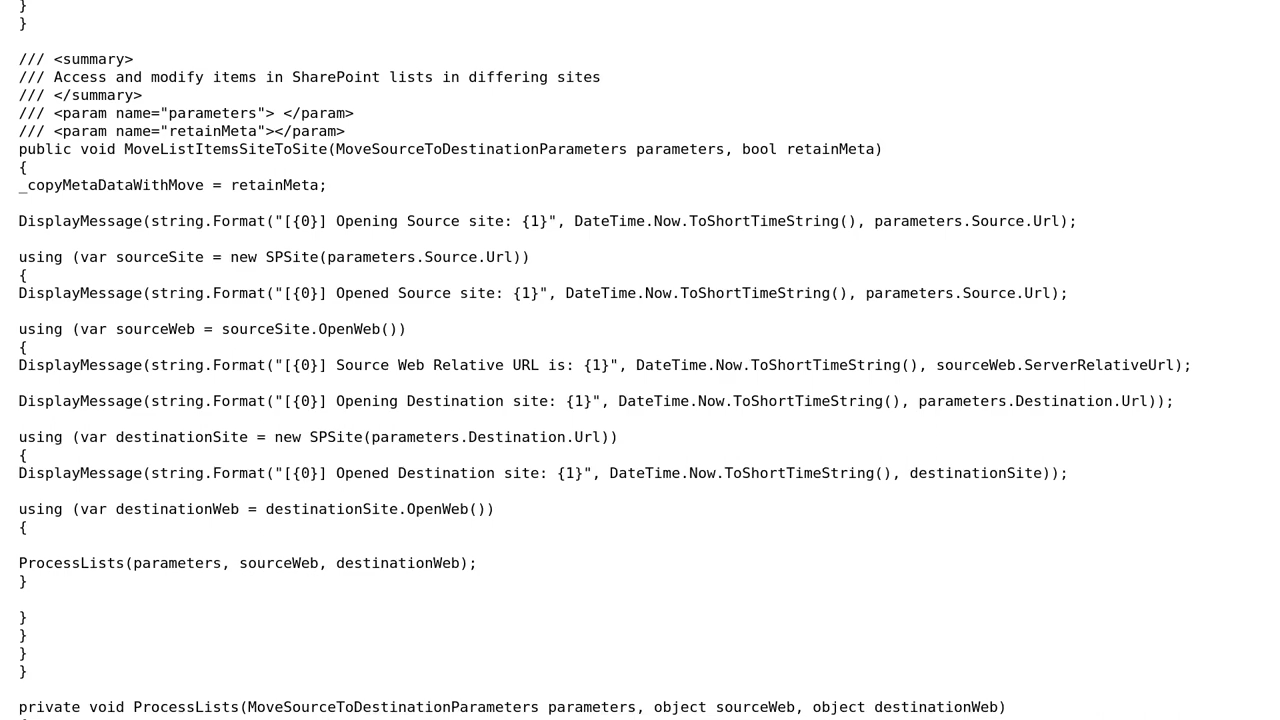 }
}
/// <summary>
/// Access and modify items in SharePoint lists in differing sites
/// </summary>
/// <param name="parameters"> </param>
/// <param name="retainMeta"></param>
public void MoveListItemsSiteToSite(MoveSourceToDestinationParameters parameters, bool retainMeta)
{
_copyMetaDataWithMove = retainMeta;
DisplayMessage(string.Format("[{0}] Opening Source site: {1}", DateTime.Now.ToShortTimeString(), parameters.Source.Url);
using (var sourceSite = new SPSite(parameters.Source.Url))
{
DisplayMessage(string.Format("[{0}] Opened Source site: {1}", DateTime.Now.ToShortTimeString(), parameters.Source.Url);
using (var sourceWeb = sourceSite.OpenWeb())
{
DisplayMessage(string.Format("[{0}] Source Web Relative URL is: {1}", DateTime.Now.ToShortTimeString(), sourceWeb.ServerRelativeUrl);
DisplayMessage(string.Format("[{0}] Opening Destination site: {1}", DateTime.Now.ToShortTimeString(), parameters.Destination.Url));
using (var destinationSite = new SPSite(parameters.Destination.Url))
{
DisplayMessage(string.Format("[{0}] Opened Destination site: {1}", DateTime.Now.ToShortTimeString(), destinationSite));
using (var destinationWeb = destinationSite.OpenWeb())
{
ProcessLists(parameters, sourceWeb, destinationWeb);
}
}
}
}
}
private void ProcessLists(MoveSourceToDestinationParameters parameters, object sourceWeb, object destinationWeb)